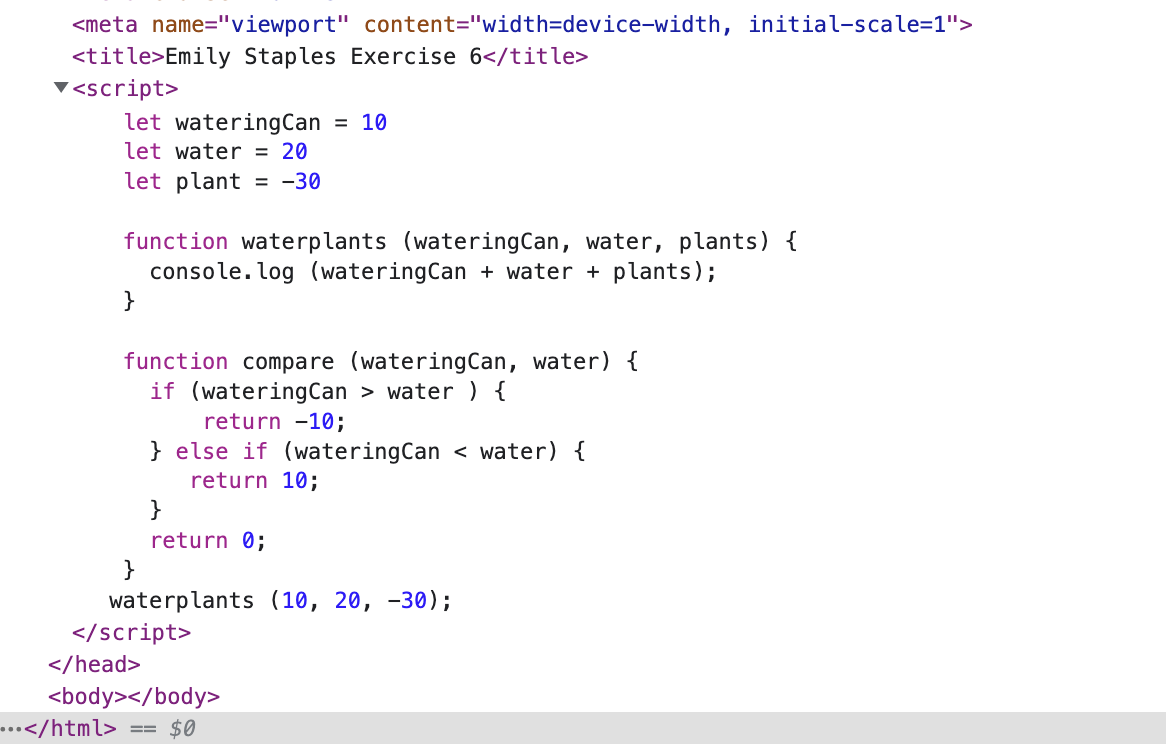 <meta name="viewport" content="width=device-width, initial-scale=1">
<title>Emily Staples Exercise 6</title>
▼<script>
let wateringCan = 10
let water = 20
let plant = -30
function waterplants (wateringCan, water, plants) {
console.log (wateringCan + water + plants);
}
function compare (wateringCan, water) {
if (wateringCan > water ) {
return -10;
} else if (wateringCan < water) {
return 10;
}
return 0;
}
waterplants (10, 20, -30);
</script>
</head>
<body></body>
…</html> == $0